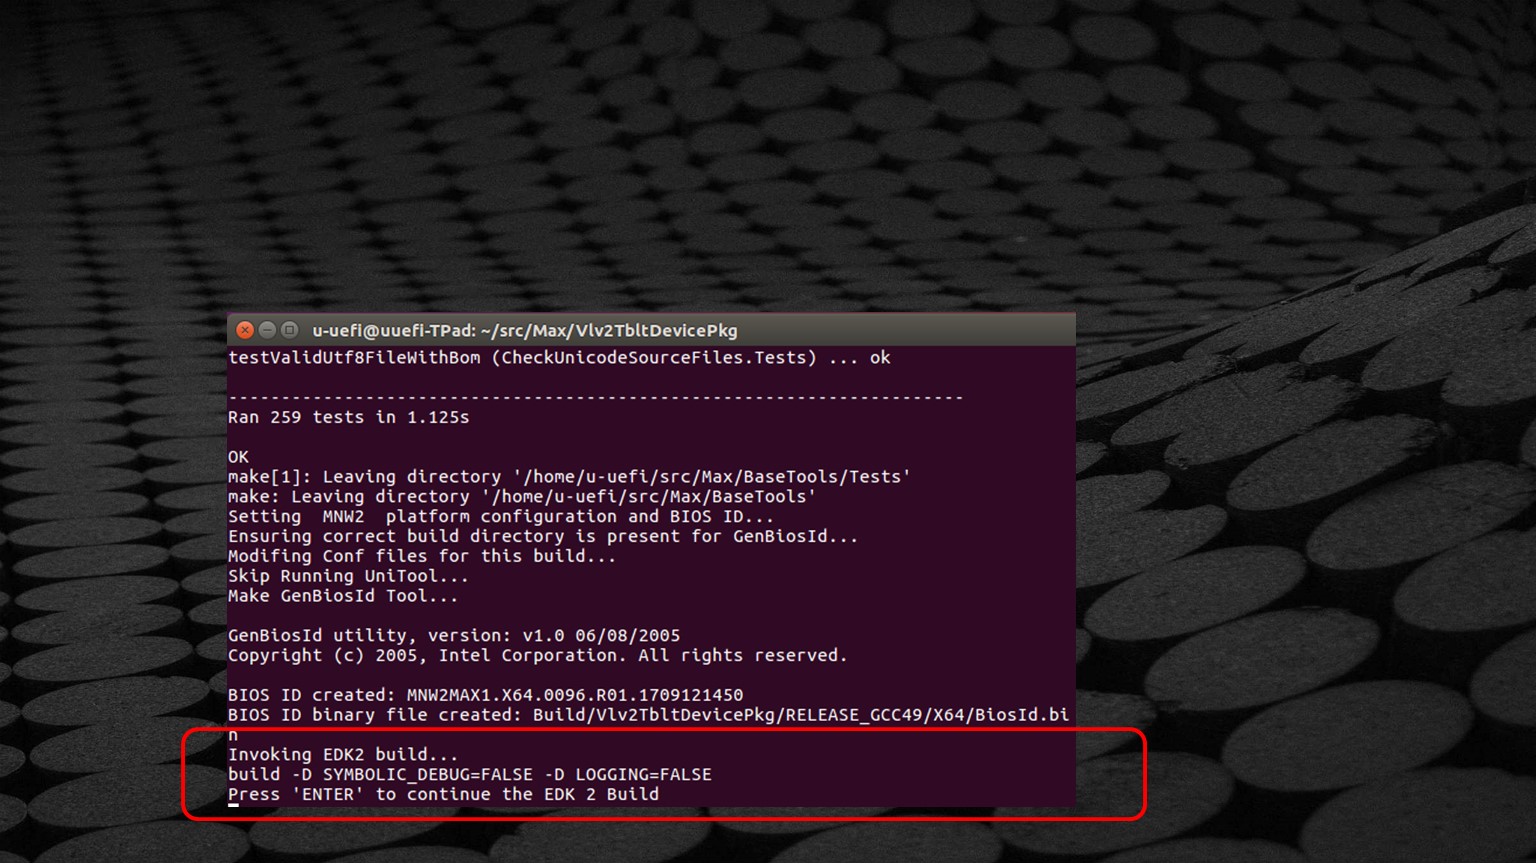 u-uefi@uuefi-TPad: ~/src/Max/Vlv2TbltDevicePkg
testValidUtf8FileWithBom (CheckUnicodeSourceFiles.Tests) ... ok
----------------------------------------------------------------------
Ran 259 tests in 1.125s
OK
make[1]: Leaving directory '/home/u-uefi/src/Max/BaseTools/Tests'
make: Leaving directory '/home/u-uefi/src/Max/BaseTools'
Setting  MNW2  platform configuration and BIOS ID...
Ensuring correct build directory is present for GenBiosId...
Modifing Conf files for this build...
Skip Running UniTool...
Make GenBiosId Tool...
GenBiosId utility, version: v1.0 06/08/2005
Copyright (c) 2005, Intel Corporation. All rights reserved.
BIOS ID created: MNW2MAX1.X64.0096.R01.1709121450
BIOS ID binary file created: Build/Vlv2TbltDevicePkg/RELEASE_GCC49/X64/BiosId.bi
n
Invoking EDK2 build...
build -D SYMBOLIC_DEBUG=FALSE -D LOGGING=FALSE
Press 'ENTER' to continue the EDK 2 Build